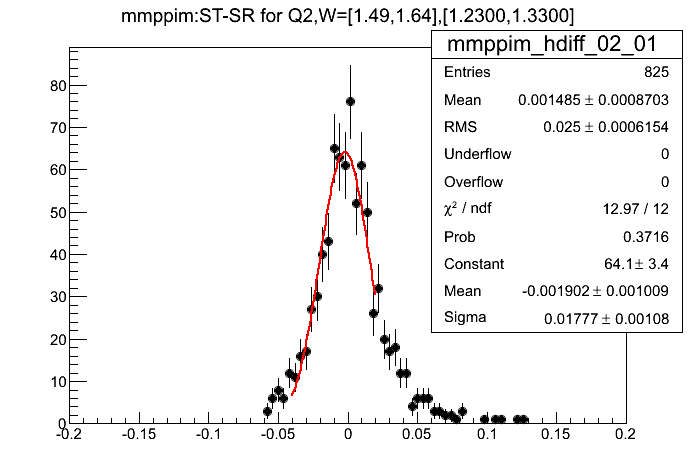 mmppim:ST-SR for Q2,W=[1.49,1.64],[1.2300,1.3300]
mmppim_hdiff_02_01
Entries 825
Mean 0.001485 ± 0.0008703
RMS 0.025 ± 0.0006154
Underflow 0
Overflow 0
χ² / ndf 12.97 / 12
Prob 0.3716
Constant 64.1± 3.4
Mean -0.001902 ± 0.001009
Sigma 0.01777 ± 0.00108
80
70
60
50
40
30
20
10
0
-0.2 -0.15 -0.1 -0.05 0 0.05 0.1 0.15 0.2